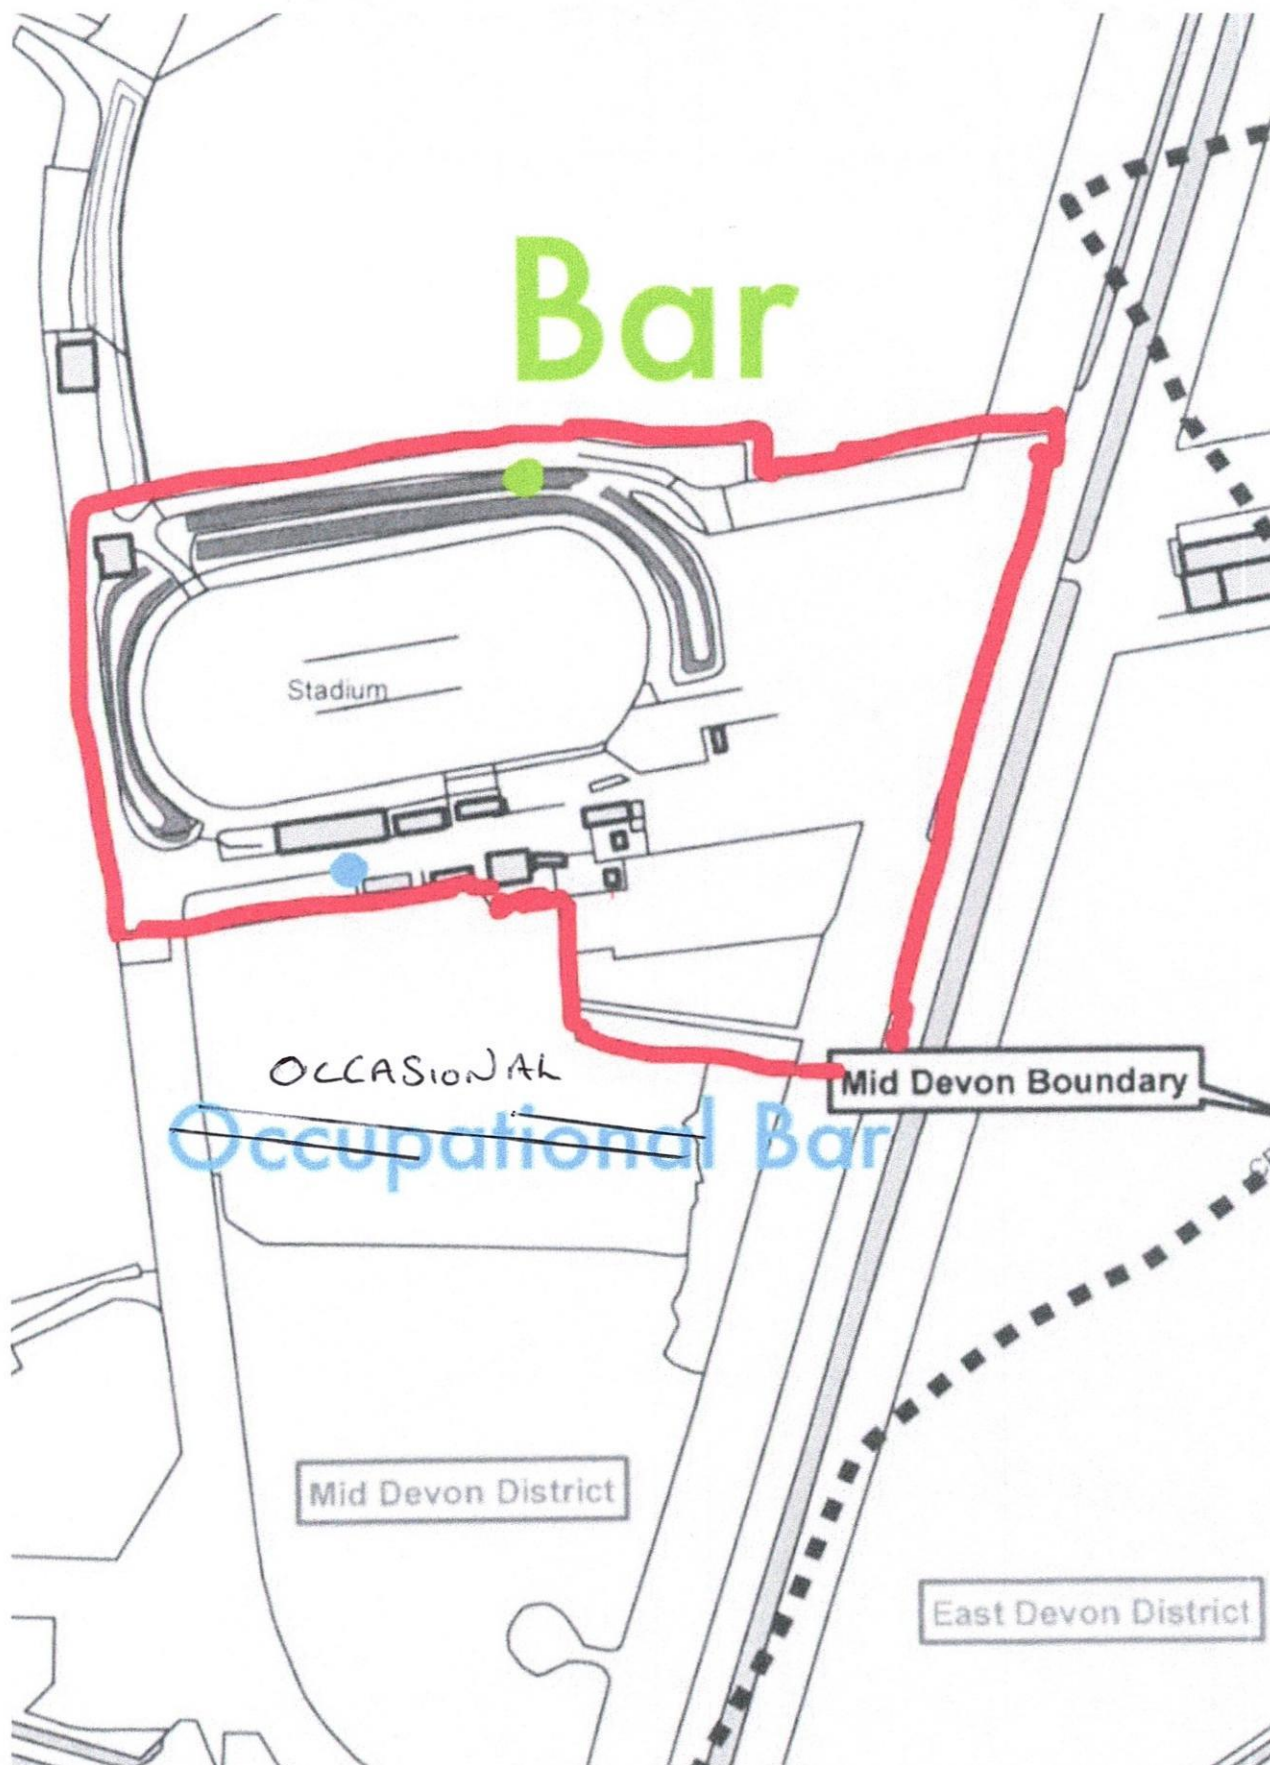 Bar
Stadium
OCCASIONAL
Occupational Bar
Mid Devon Boundary
Mid Devon District
East Devon District